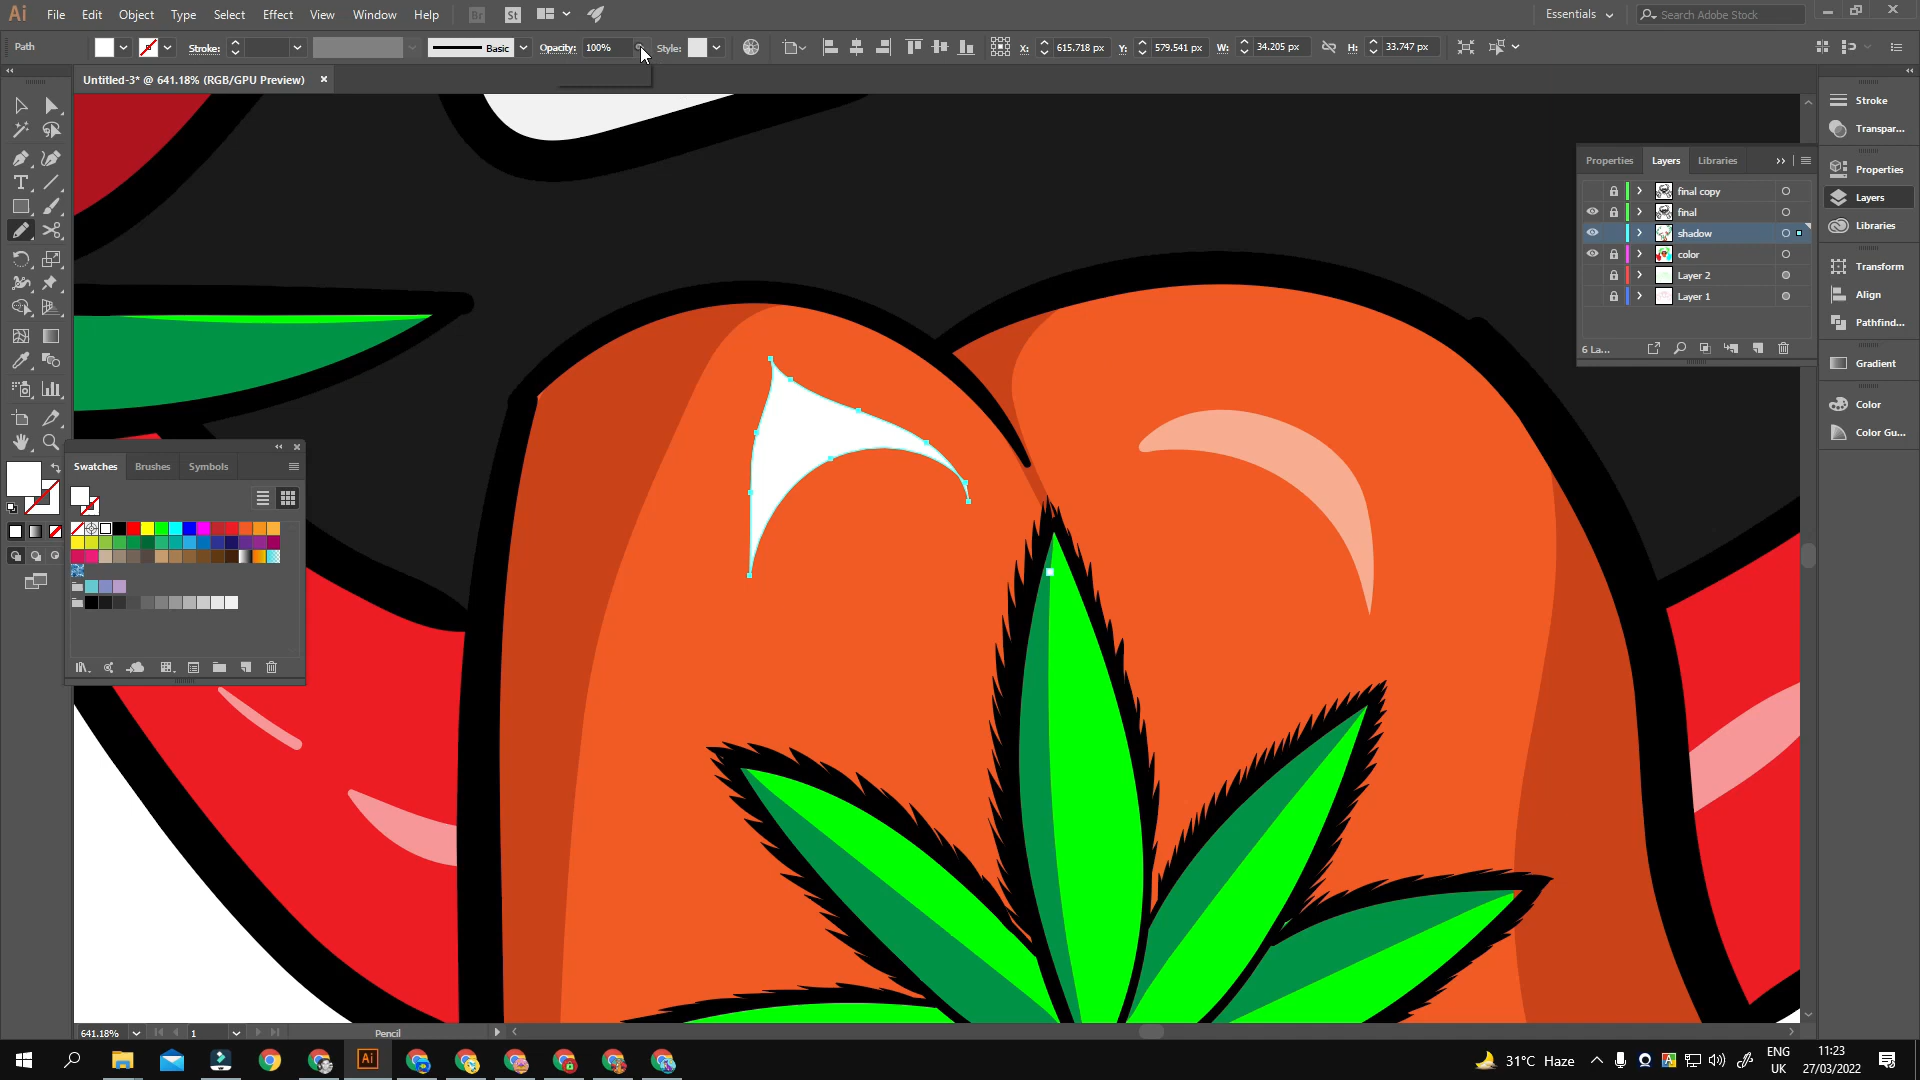 Ai File Edit Object Type Select Effect View Window Help Br St Essentials Search Adobe Stock
Path Stroke: Basic Opacity: 100% Style: X: 615.718 px Y: 579.541 px W: 34.205 px H: 33.747 px
Untitled-3* @ 641.18% (RGB/GPU Preview) ×
Stroke
Transpar...
Properties
Layers
Libraries
Transform
Align
Pathfind...
Gradient
Color
Color Gu...
Properties Layers Libraries
final copy
final
shadow
color
Layer 2
Layer 1
6 La...
Swatches Brushes Symbols
641.18% 1 Pencil
Ai 31°C Haze ENG 11:23
UK 27/03/2022